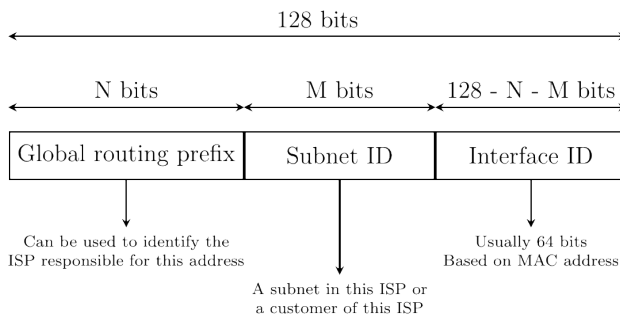 128 bits
N bits
M bits
128 - N - M bits
Global routing prefix
Subnet ID
Interface ID
Can be used to identify the
ISP responsible for this address
Usually 64 bits
Based on MAC address
A subnet in this ISP or
a customer of this ISP